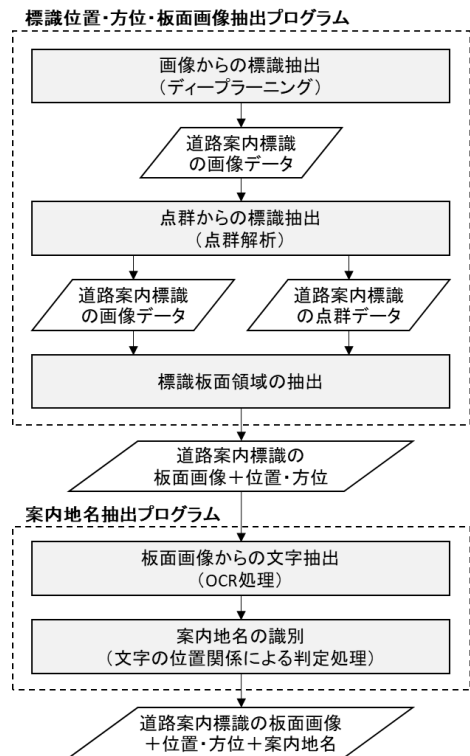 標識位置・方位・板面画像抽出プログラム
画像からの標識抽出
（ディープラーニング）
道路案内標識
の画像データ
点群からの標識抽出
（点群解析）
道路案内標識
の画像データ
道路案内標識
の点群データ
標識板面領域の抽出
道路案内標識の
板面画像＋位置・方位
案内地名抽出プログラム
板面画像からの文字抽出
（OCR処理）
案内地名の識別
（文字の位置関係による判定処理）
道路案内標識の板面画像
＋位置・方位＋案内地名